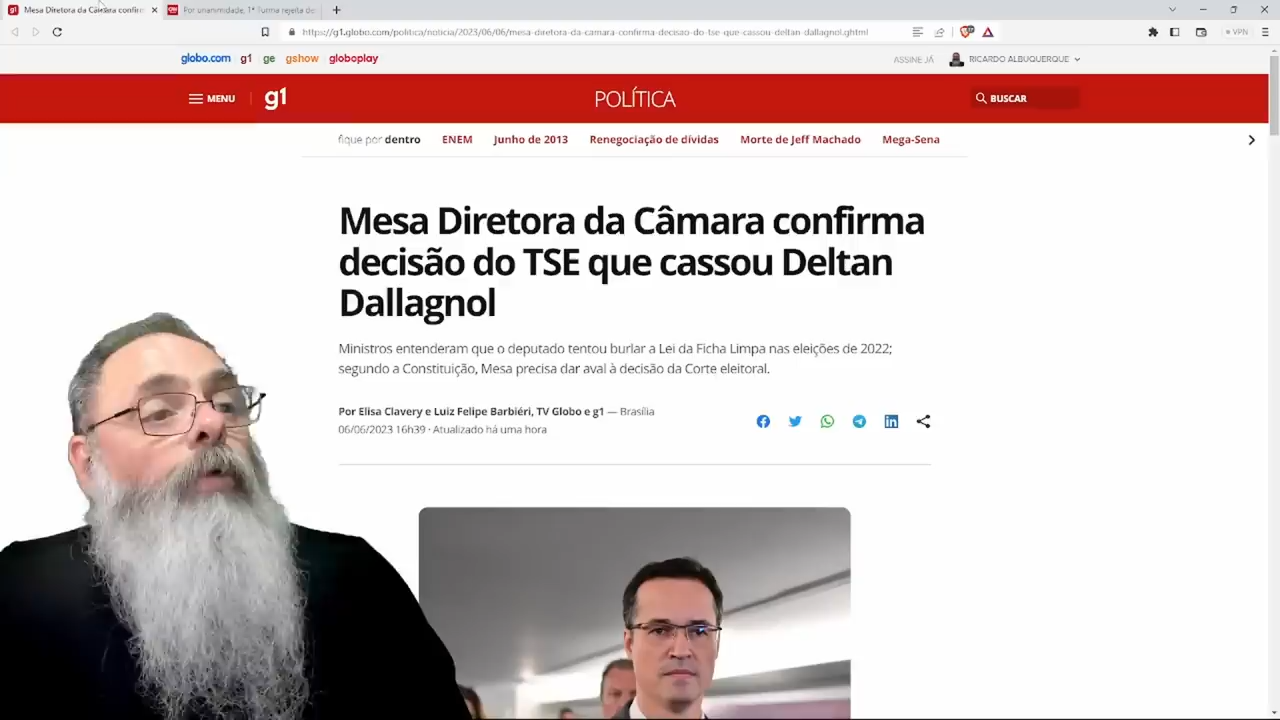 Mesa Diretora da Câmara confirm
Por unanimidade, 1ª Turma rejeita de
https://g1.globo.com/politica/noticia/2023/06/06/mesa-diretora-da-camara-confirma-decisao-do-tse-que-cassou-deltan-dallagnol.ghtml
VPN
globo.com g1 ge gshow globoplay
ASSINE JÁ
RICARDO ALBUQUERQUE
MENU
g1
POLÍTICA
BUSCAR
fique por dentro ENEM Junho de 2013 Renegociação de dívidas Morte de Jeff Machado Mega-Sena
Mesa Diretora da Câmara confirma
decisão do TSE que cassou Deltan
Dallagnol
Ministros entenderam que o deputado tentou burlar a Lei da Ficha Limpa nas eleições de 2022;
segundo a Constituição, Mesa precisa dar aval à decisão da Corte eleitoral.
Por Elisa Clavery e Luiz Felipe Barbiéri, TV Globo e g1 — Brasília
06/06/2023 16h39 · Atualizado há uma hora